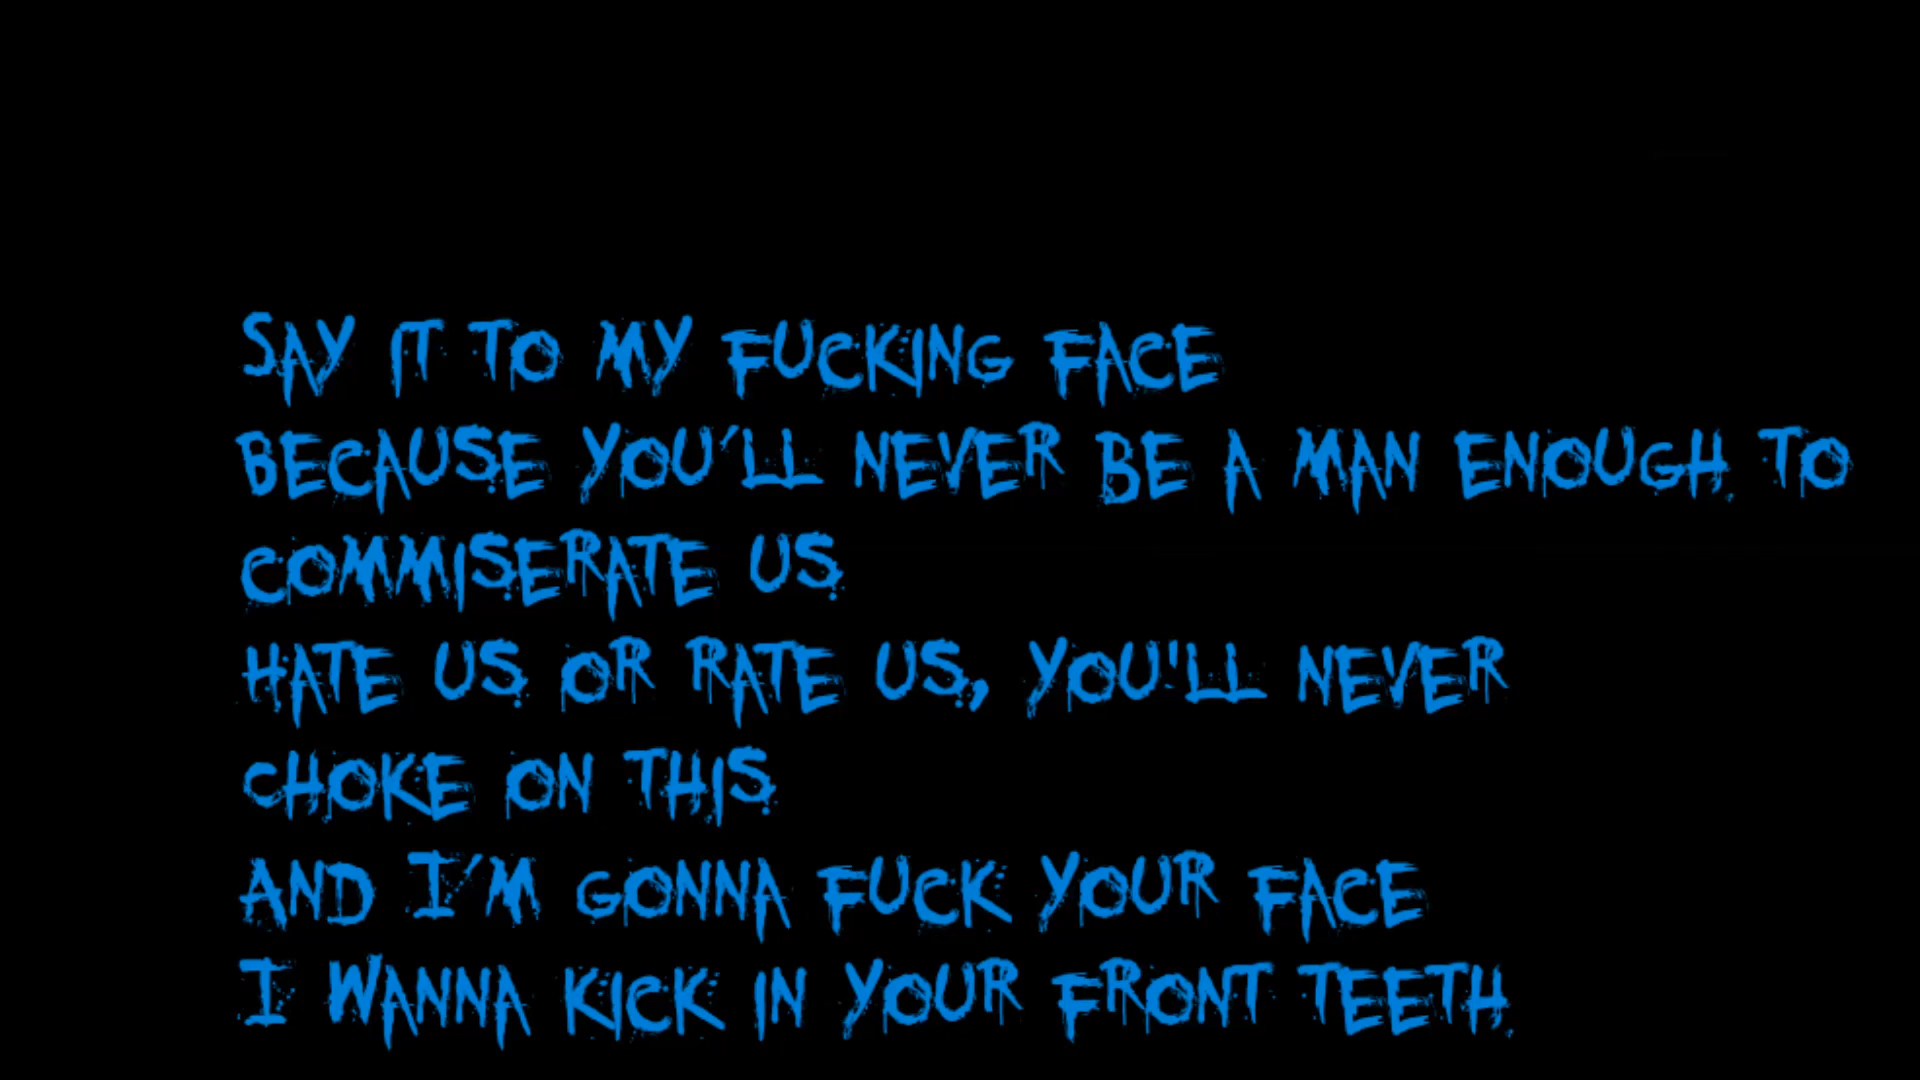 Say it to my fucking face
because you'll never be a man enough to
commiserate us
hate us or rate us, you'll never
choke on this
and I'm gonna fuck your face
I wanna kick in your front teeth